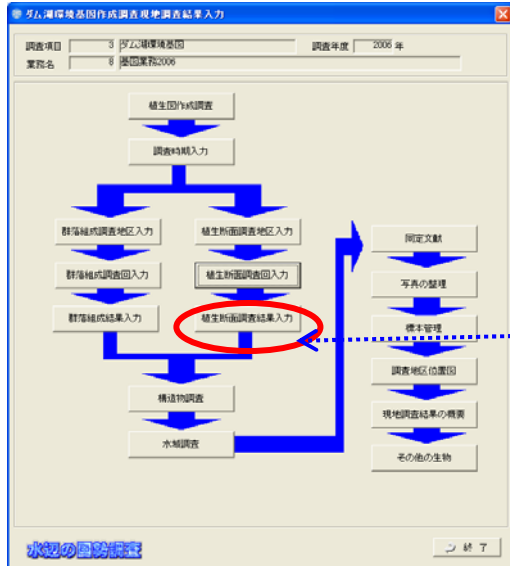 ダム湖環境基図作成調査現地調査結果入力
調査項目 3 ダム湖環境基図 調査年度 2006 年
業務名 8 基図業務2006
植生図作成調査
調査時期入力
群落組成調査地区入力
植生断面調査地区入力
群落組成調査回入力
植生断面調査回入力
群落組成結果入力
植生断面調査結果入力
構造物調査
水域調査
同定文献
写真の整理
標本管理
調査地区位置図
現地調査結果の概要
その他の生物
水辺の国勢調査
終了